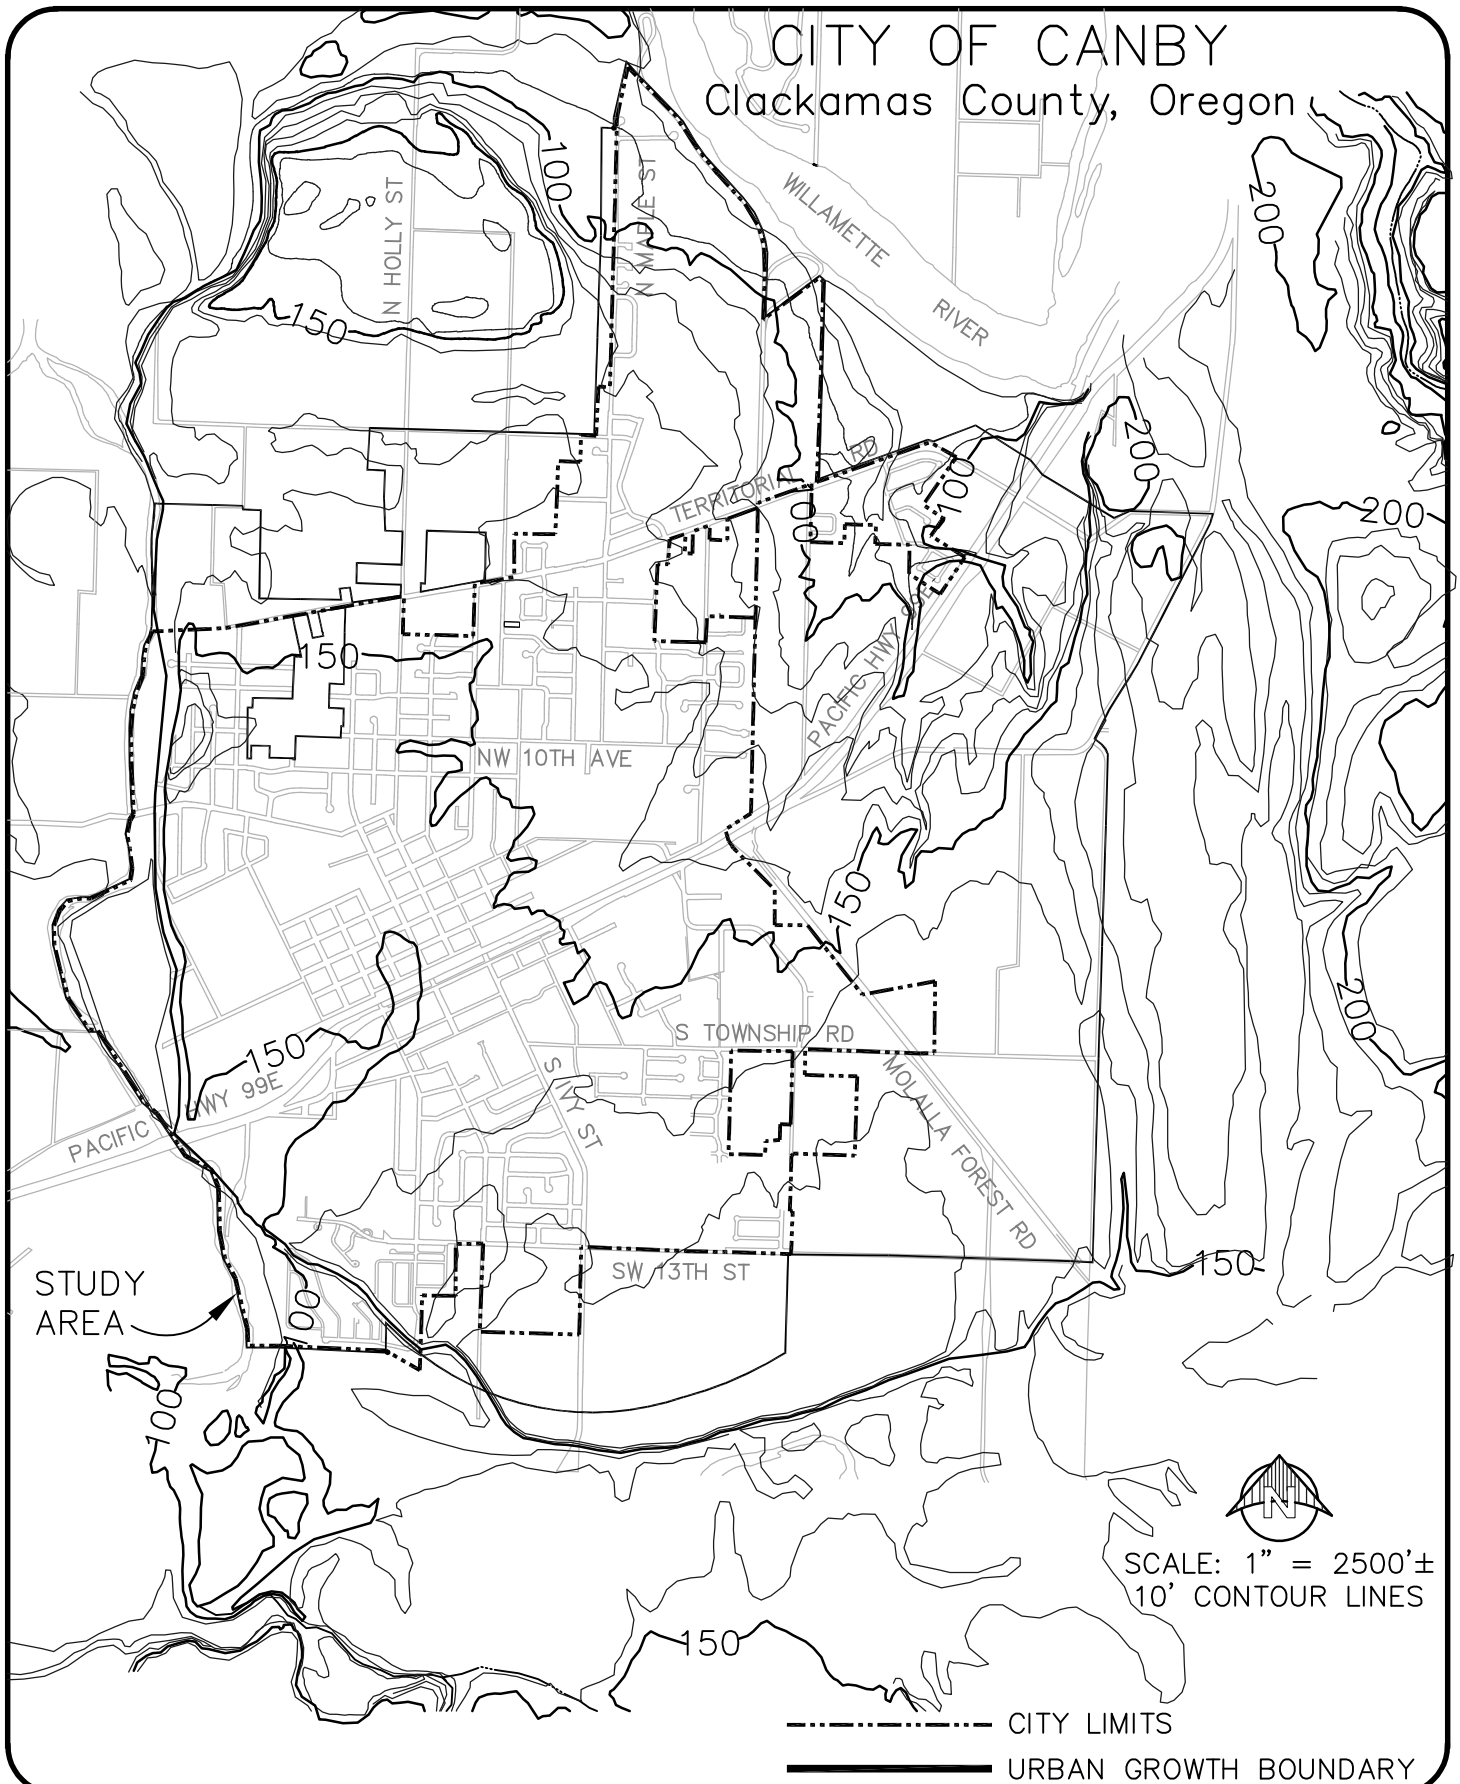 CITY OF CANBY
Clackamas County, Oregon
100
N HOLLY ST
N MAPLE ST
WILLAMETTE
RIVER
200
150
TERRITORIAL RD
200
100
100
200
150
PACIFIC HWY 99E
NW 10TH AVE
150
200
S TOWNSHIP RD
150
PACIFIC HWY 99E
S IVY ST
MOLALLA FOREST RD
STUDY
AREA
100
SW 13TH ST
150
100
N
SCALE: 1" = 2500'±
10' CONTOUR LINES
150
CITY LIMITS
URBAN GROWTH BOUNDARY